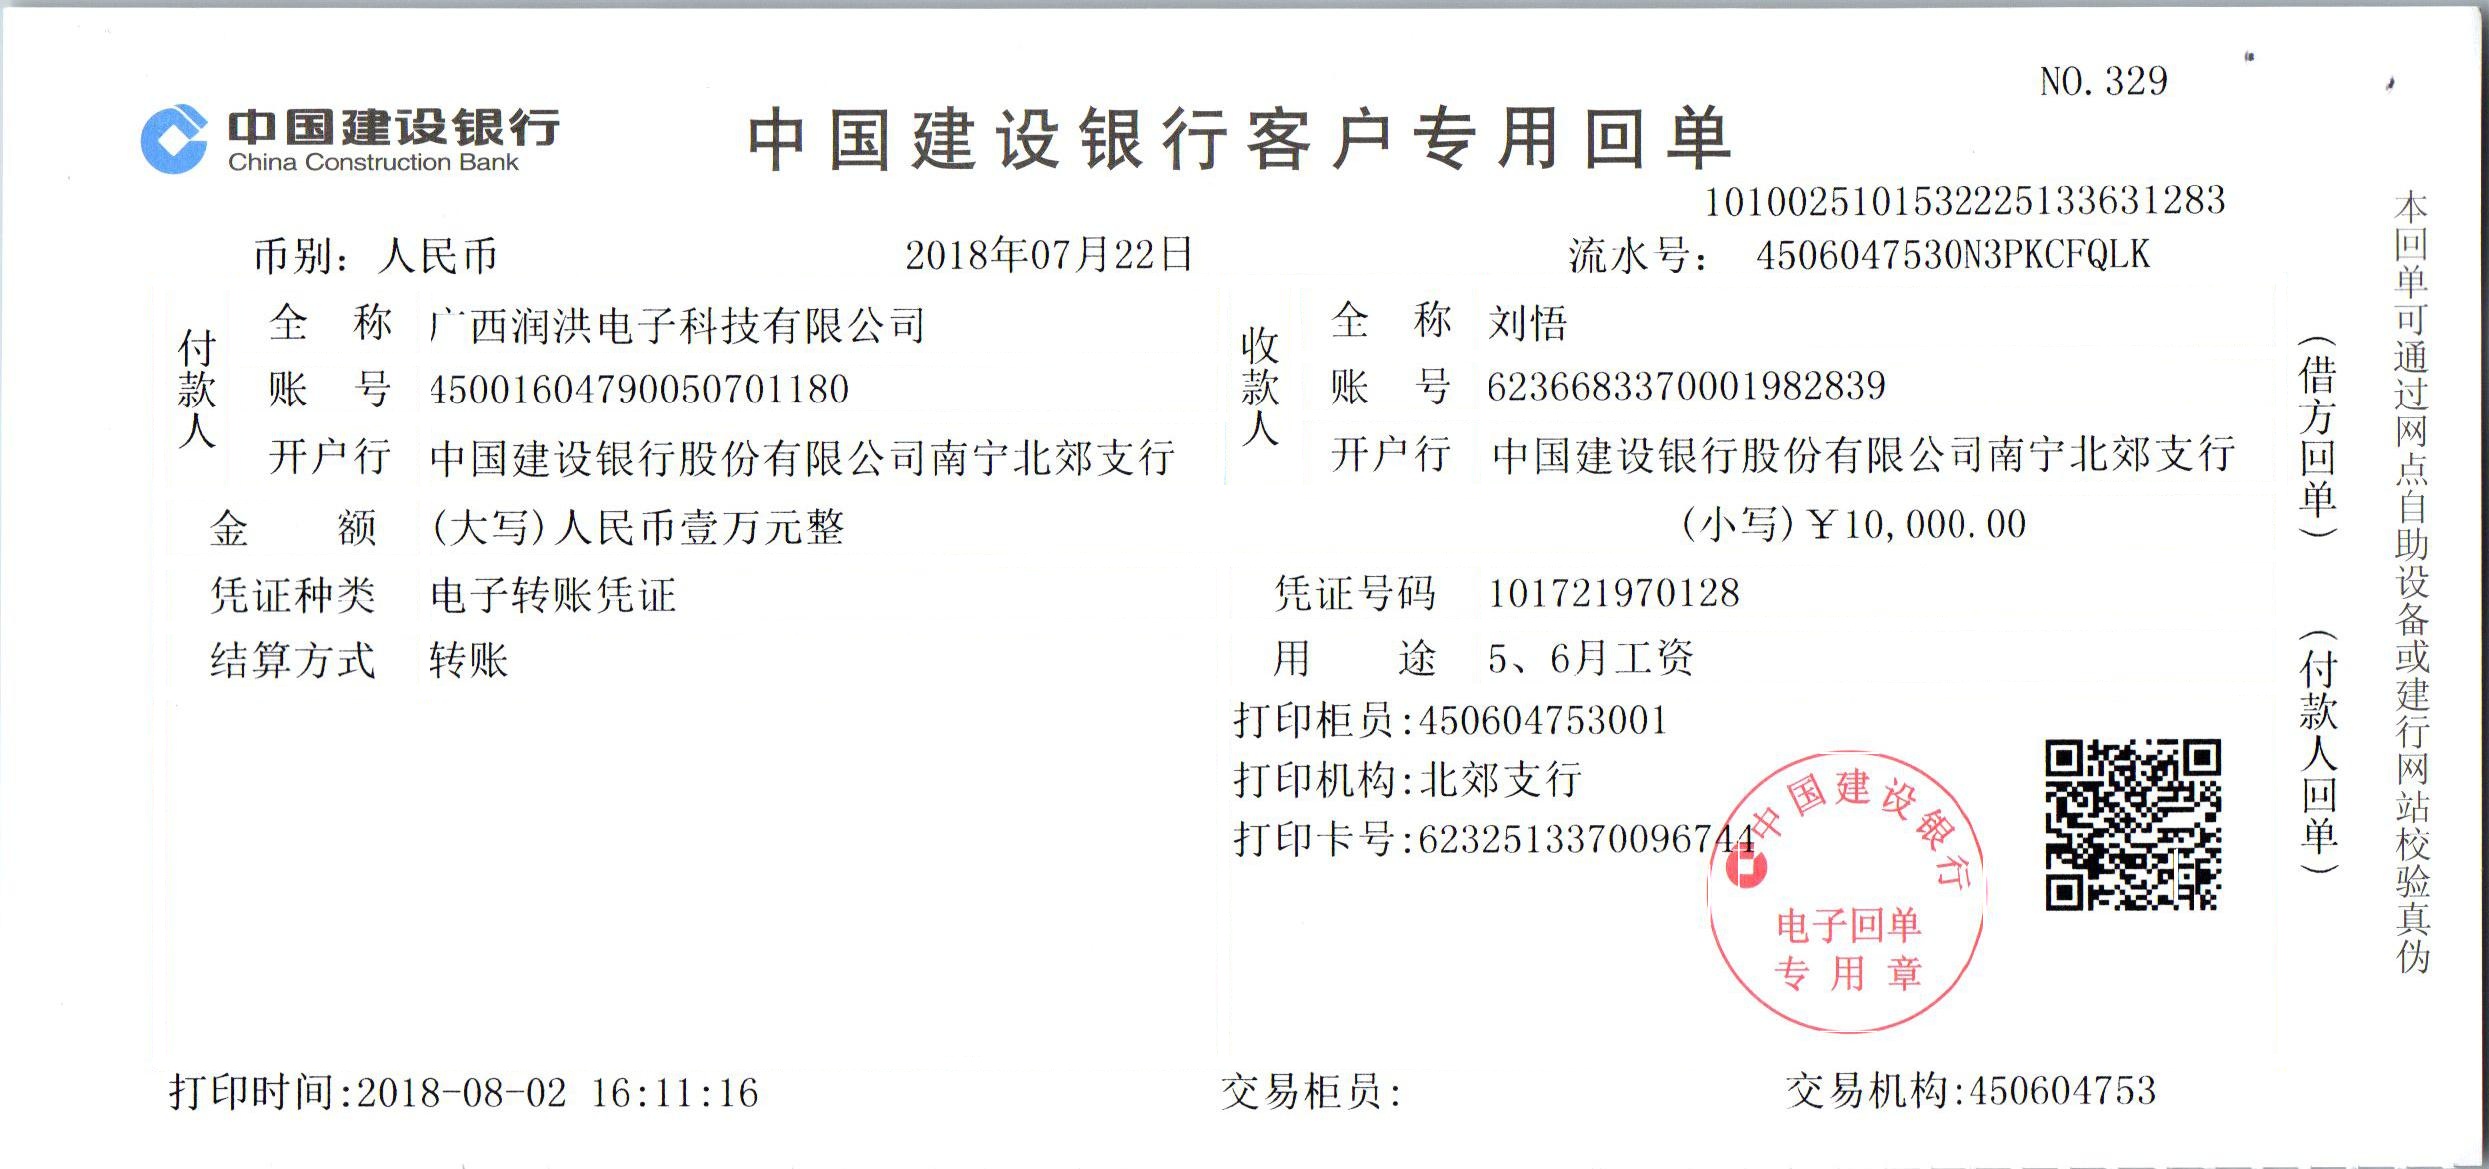 NO.329
中国建设银行
China Construction Bank
中国建设银行客户专用回单
101002510153222513363​1283
币别：人民币 2018年07月22日 流水号： 4506047530N3PKCFQLK
付款人 全 称 广西润洪电子科技有限公司 收款人 全 称 刘悟
账 号 45001604790050701180 账 号 6236683370001982839
开户行 中国建设银行股份有限公司南宁北郊支行 开户行 中国建设银行股份有限公司南宁北郊支行
金 额 (大写)人民币壹万元整 (小写)￥10,000.00
凭证种类 电子转账凭证 凭证号码 101721970128
结算方式 转账 用 途 5、6月工资
打印柜员:450604753001
打印机构:北郊支行
打印卡号:6232513370096744
中国建设银行
电子回单
专用章
打印时间:2018-08-02 16:11:16 交易柜员: 交易机构:450604753
（借方回单）
（付款人回单）
本回单可通过网点自助设备或建行网站校验真伪